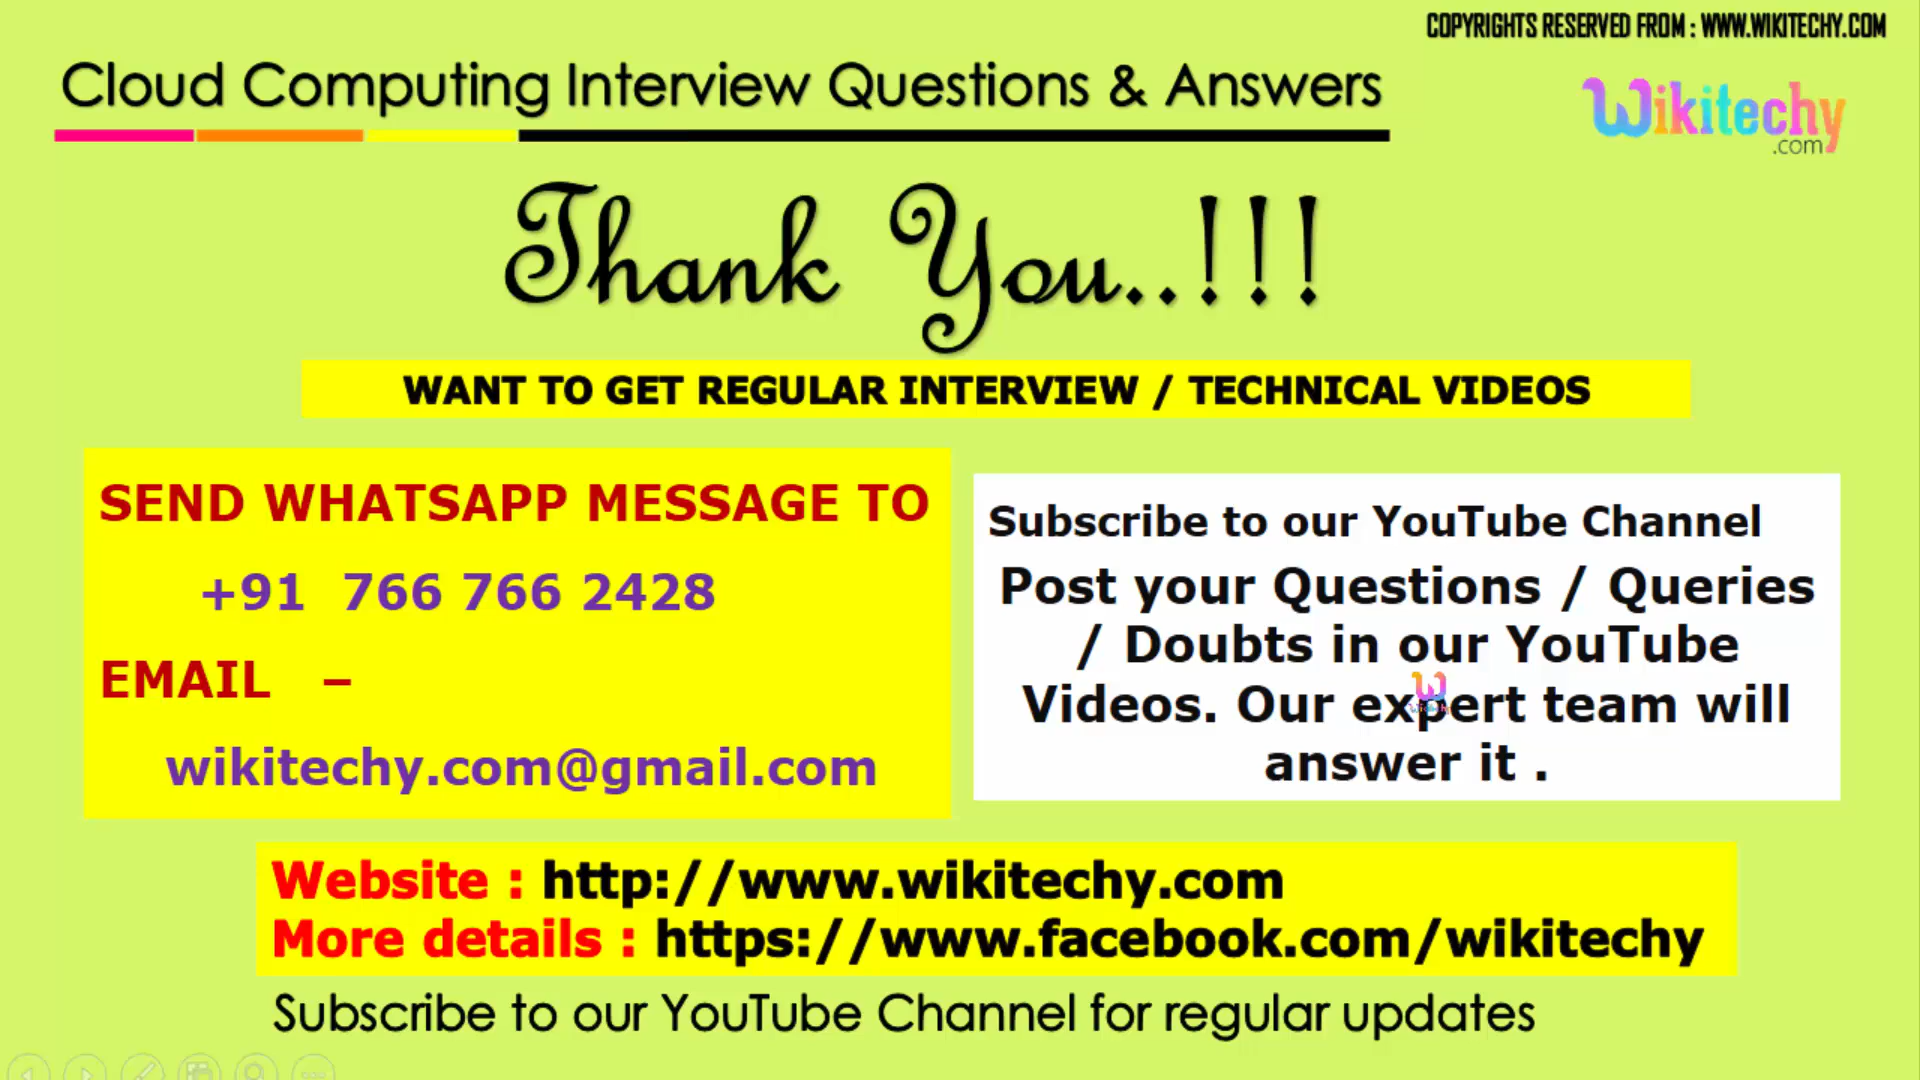 COPYRIGHTS RESERVED FROM : WWW.WIKITECHY.COM
Cloud Computing Interview Questions & Answers
Wikitechy
.com
Thank You..!!!
WANT TO GET REGULAR INTERVIEW / TECHNICAL VIDEOS
SEND WHATSAPP MESSAGE TO
+91 766 766 2428
EMAIL –
wikitechy.com@gmail.com
Subscribe to our YouTube Channel
Post your Questions / Queries
/ Doubts in our YouTube
Videos. Our expert team will
answer it .
Website : http://www.wikitechy.com
More details : https://www.facebook.com/wikitechy
Subscribe to our YouTube Channel for regular updates